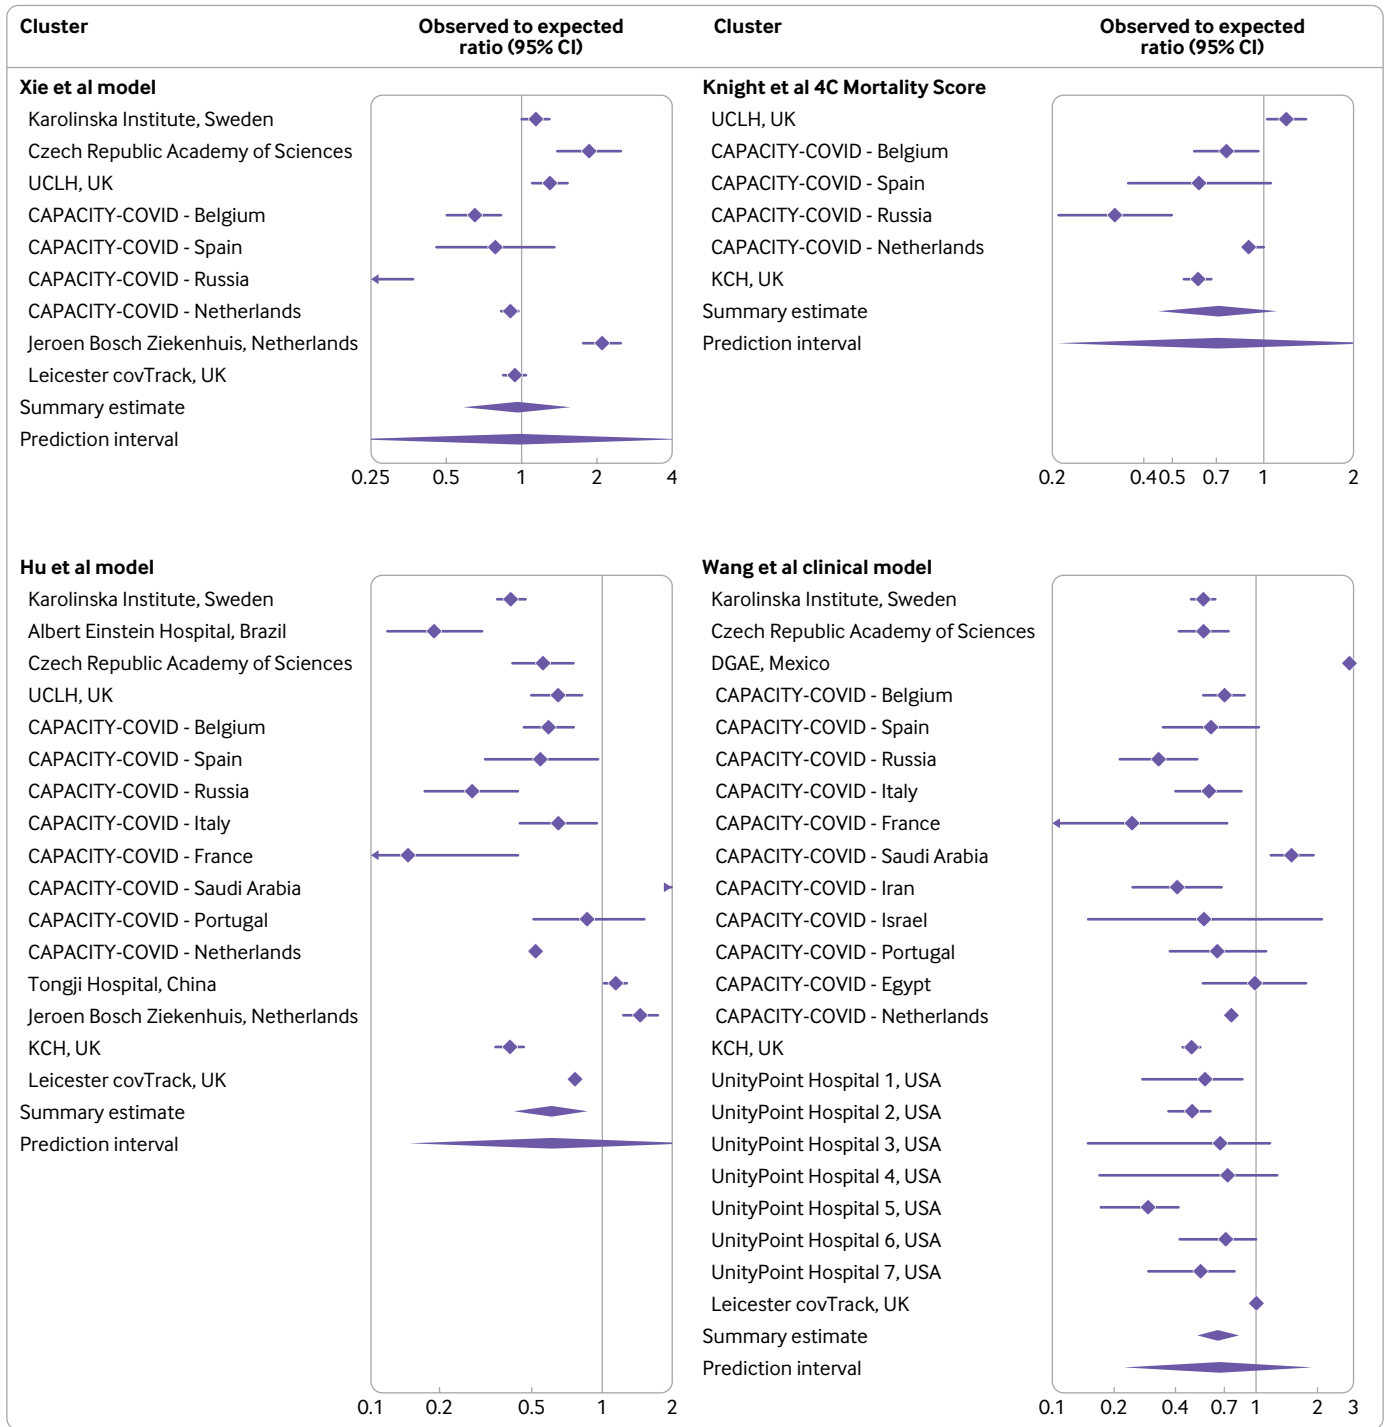 Cluster
Observed to expected
ratio (95% CI)
Cluster
Observed to expected
ratio (95% CI)
Xie et al model
Karolinska Institute, Sweden
Czech Republic Academy of Sciences
UCLH, UK
CAPACITY-COVID - Belgium
CAPACITY-COVID - Spain
CAPACITY-COVID - Russia
CAPACITY-COVID - Netherlands
Jeroen Bosch Ziekenhuis, Netherlands
Leicester covTrack, UK
Summary estimate
Prediction interval
0.25 0.5 1 2 4
Knight et al 4C Mortality Score
UCLH, UK
CAPACITY-COVID - Belgium
CAPACITY-COVID - Spain
CAPACITY-COVID - Russia
CAPACITY-COVID - Netherlands
KCH, UK
Summary estimate
Prediction interval
0.2 0.4 0.5 0.7 1 2
Hu et al model
Karolinska Institute, Sweden
Albert Einstein Hospital, Brazil
Czech Republic Academy of Sciences
UCLH, UK
CAPACITY-COVID - Belgium
CAPACITY-COVID - Spain
CAPACITY-COVID - Russia
CAPACITY-COVID - Italy
CAPACITY-COVID - France
CAPACITY-COVID - Saudi Arabia
CAPACITY-COVID - Portugal
CAPACITY-COVID - Netherlands
Tongji Hospital, China
Jeroen Bosch Ziekenhuis, Netherlands
KCH, UK
Leicester covTrack, UK
Summary estimate
Prediction interval
0.1 0.2 0.5 1 2
Wang et al clinical model
Karolinska Institute, Sweden
Czech Republic Academy of Sciences
DGAE, Mexico
CAPACITY-COVID - Belgium
CAPACITY-COVID - Spain
CAPACITY-COVID - Russia
CAPACITY-COVID - Italy
CAPACITY-COVID - France
CAPACITY-COVID - Saudi Arabia
CAPACITY-COVID - Iran
CAPACITY-COVID - Israel
CAPACITY-COVID - Portugal
CAPACITY-COVID - Egypt
CAPACITY-COVID - Netherlands
KCH, UK
UnityPoint Hospital 1, USA
UnityPoint Hospital 2, USA
UnityPoint Hospital 3, USA
UnityPoint Hospital 4, USA
UnityPoint Hospital 5, USA
UnityPoint Hospital 6, USA
UnityPoint Hospital 7, USA
Leicester covTrack, UK
Summary estimate
Prediction interval
0.1 0.2 0.4 0.7 1 2 3